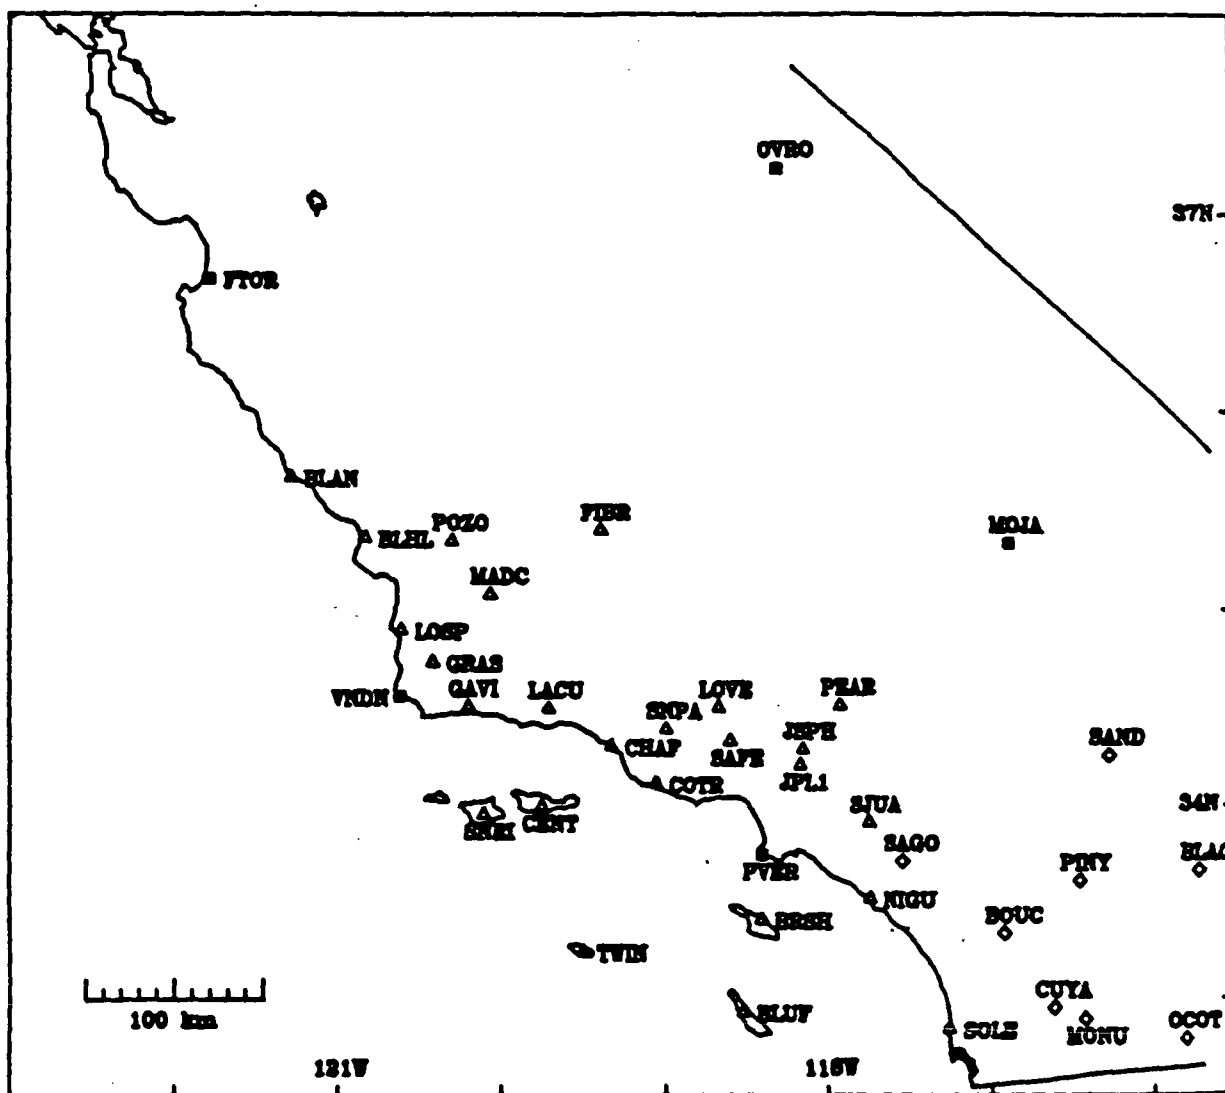 OVRO
37N
FTOR
BLAN
FIBR
POZO
MOJA
BLHL
MADC
LOSP
GRAS
GAVI
LACU
LOVE
PEAR
VNDN
SNPA
JSPH
SAND
CHAF
SAFE
COTR
JPL1
SJUA
34N
CENT
SAGO
BLAC
PINY
PVER
NIGU
BRSH
BOUC
TWIN
CUYA
BLUF
100 km
OCOT
SOLE
MONU
121W
118W